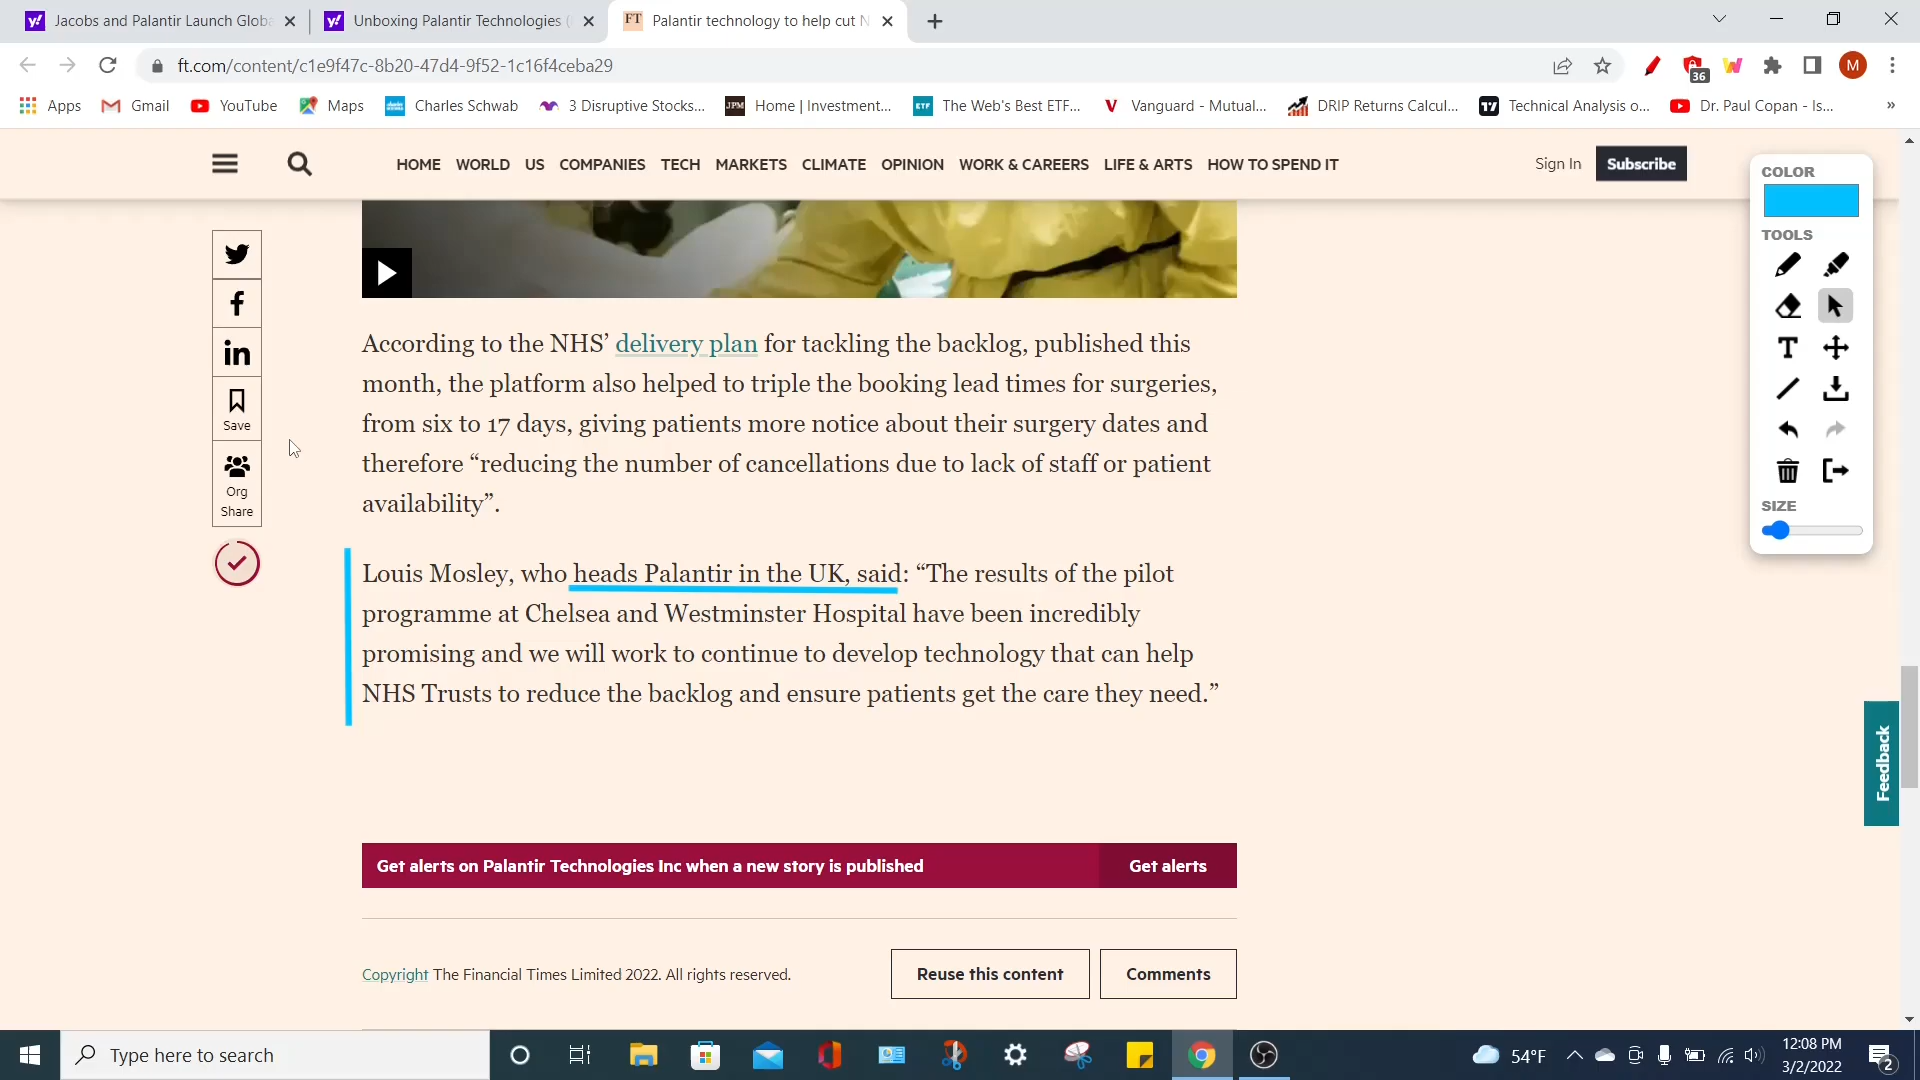 Jacobs and Palantir Launch Globa
Unboxing Palantir Technologies (
FT
Palantir technology to help cut N
ft.com/content/c1e9f47c-8b20-47d4-9f52-1c16f4ceba29
36
M
Apps
Gmail
YouTube
Maps
Charles Schwab
3 Disruptive Stocks...
JPM
Home | Investment...
ETF
The Web's Best ETF...
Vanguard - Mutual...
DRIP Returns Calcul...
Technical Analysis o...
Dr. Paul Copan - Is...
»
HOME WORLD US COMPANIES TECH MARKETS CLIMATE OPINION WORK & CAREERS LIFE & ARTS HOW TO SPEND IT
Sign In
Subscribe
COLOR
TOOLS
SIZE
Save
Org
Share
According to the NHS’ delivery plan for tackling the backlog, published this
month, the platform also helped to triple the booking lead times for surgeries,
from six to 17 days, giving patients more notice about their surgery dates and
therefore “reducing the number of cancellations due to lack of staff or patient
availability”.
Louis Mosley, who heads Palantir in the UK, said: “The results of the pilot
programme at Chelsea and Westminster Hospital have been incredibly
promising and we will work to continue to develop technology that can help
NHS Trusts to reduce the backlog and ensure patients get the care they need.”
Feedback
Get alerts on Palantir Technologies Inc when a new story is published
Get alerts
Copyright The Financial Times Limited 2022. All rights reserved.
Reuse this content
Comments
Type here to search
54°F
12:08 PM
3/2/2022
2